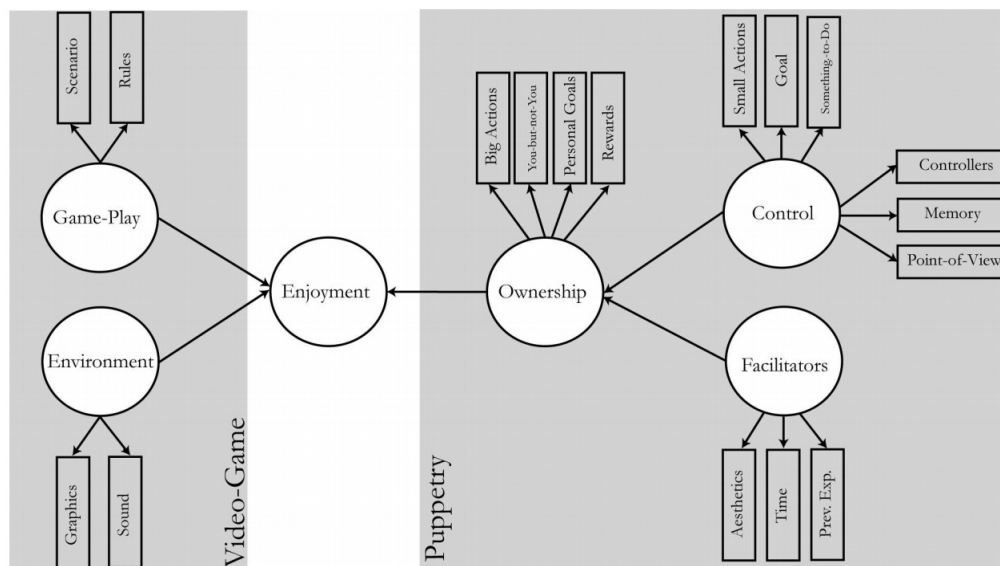 Scenario
Rules
Game-Play
Environment
Graphics
Sound
Video-Game
Enjoyment
Puppetry
Big Actions
You-but-not-You
Personal Goals
Rewards
Ownership
Small Actions
Goal
Something-to-Do
Control
Controllers
Memory
Point-of-View
Facilitators
Aesthetics
Time
Prev. Exp.